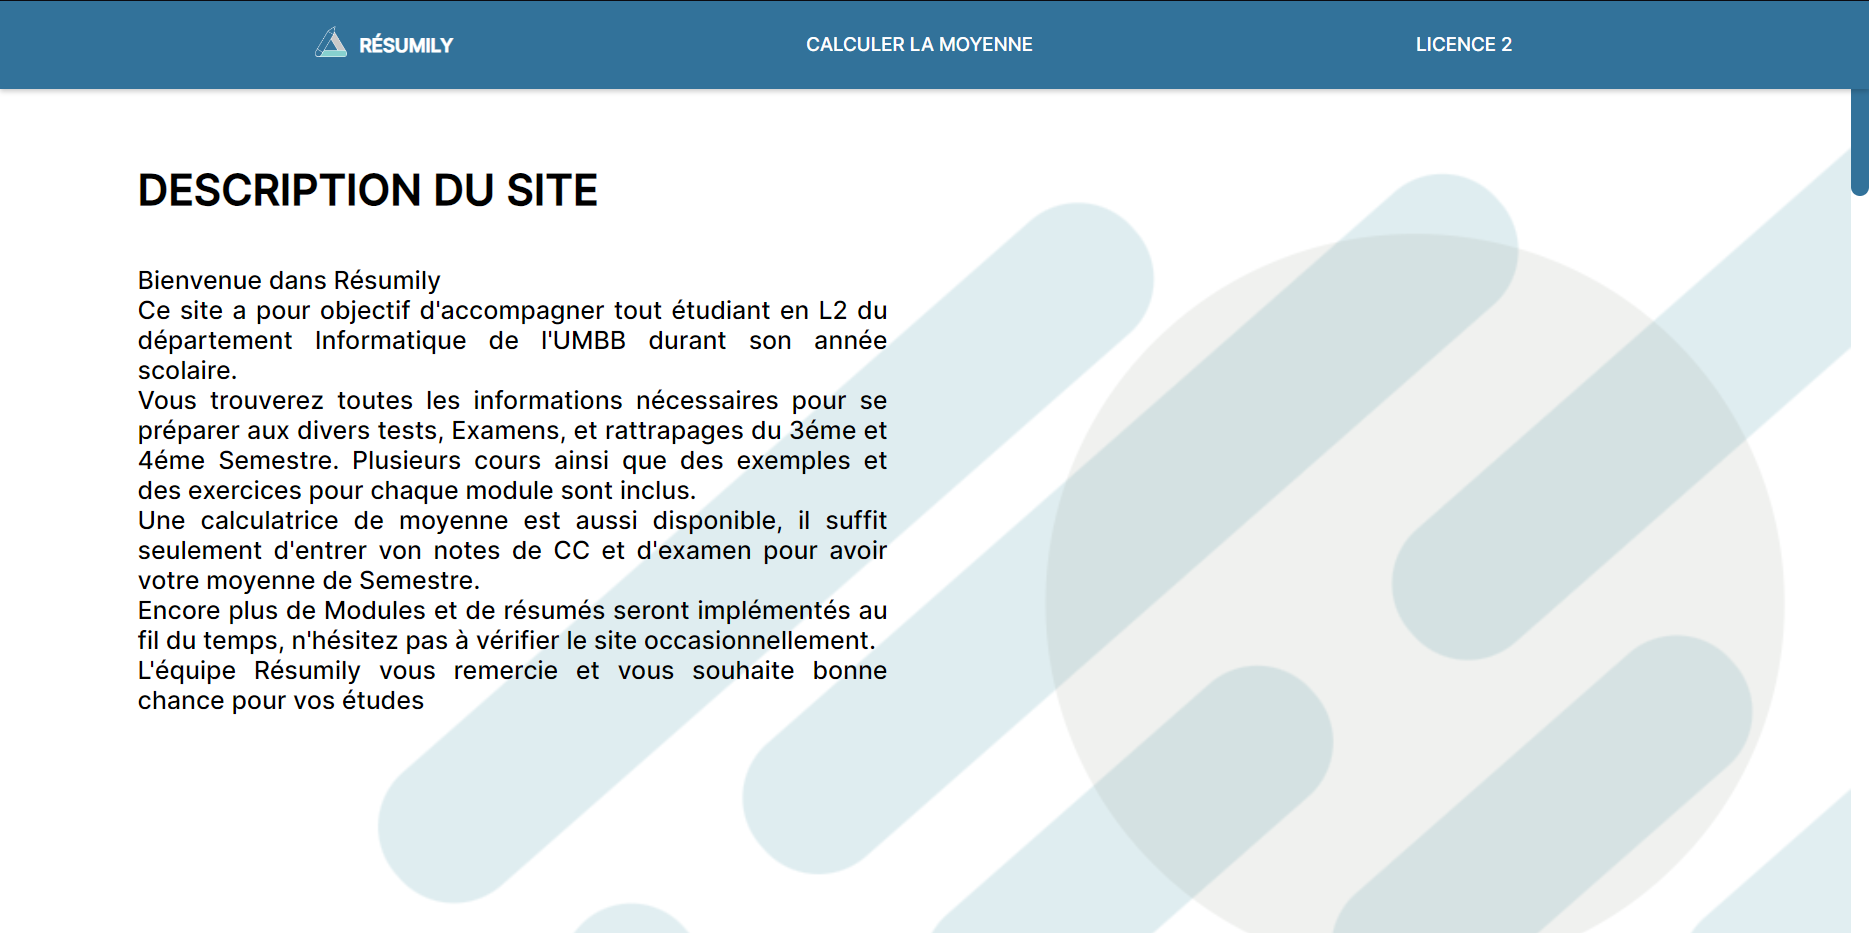 RÉSUMILY
CALCULER LA MOYENNE
LICENCE 2
DESCRIPTION DU SITE
Bienvenue dans Résumily
Ce site a pour objectif d'accompagner tout étudiant en L2 du
département Informatique de l'UMBB durant son année
scolaire.
Vous trouverez toutes les informations nécessaires pour se
préparer aux divers tests, Examens, et rattrapages du 3éme et
4éme Semestre. Plusieurs cours ainsi que des exemples et
des exercices pour chaque module sont inclus.
Une calculatrice de moyenne est aussi disponible, il suffit
seulement d'entrer von notes de CC et d'examen pour avoir
votre moyenne de Semestre.
Encore plus de Modules et de résumés seront implémentés au
fil du temps, n'hésitez pas à vérifier le site occasionnellement.
L'équipe Résumily vous remercie et vous souhaite bonne
chance pour vos études